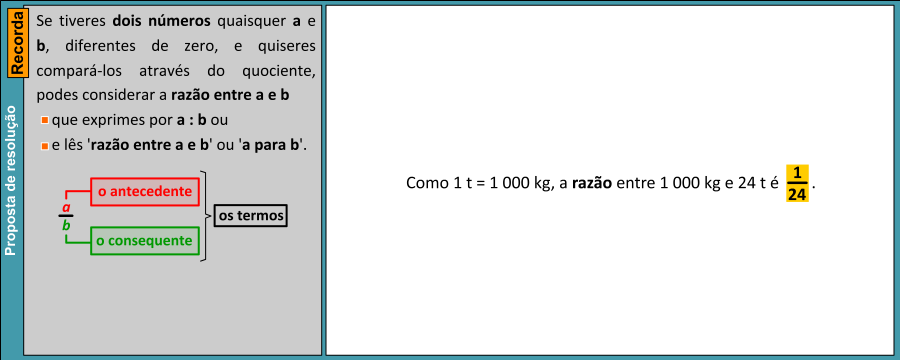 Recorda
Proposta de resolução
Se tiveres dois números quaisquer a e
b, diferentes de zero, e quiseres
compará-los através do quociente,
podes considerar a razão entre a e b
que exprimes por a : b ou
e lês 'razão entre a e b' ou 'a para b'.
o antecedente
a
b
os termos
o consequente
Como 1 t = 1 000 kg, a razão entre 1 000 kg e 24 t é 1/24.